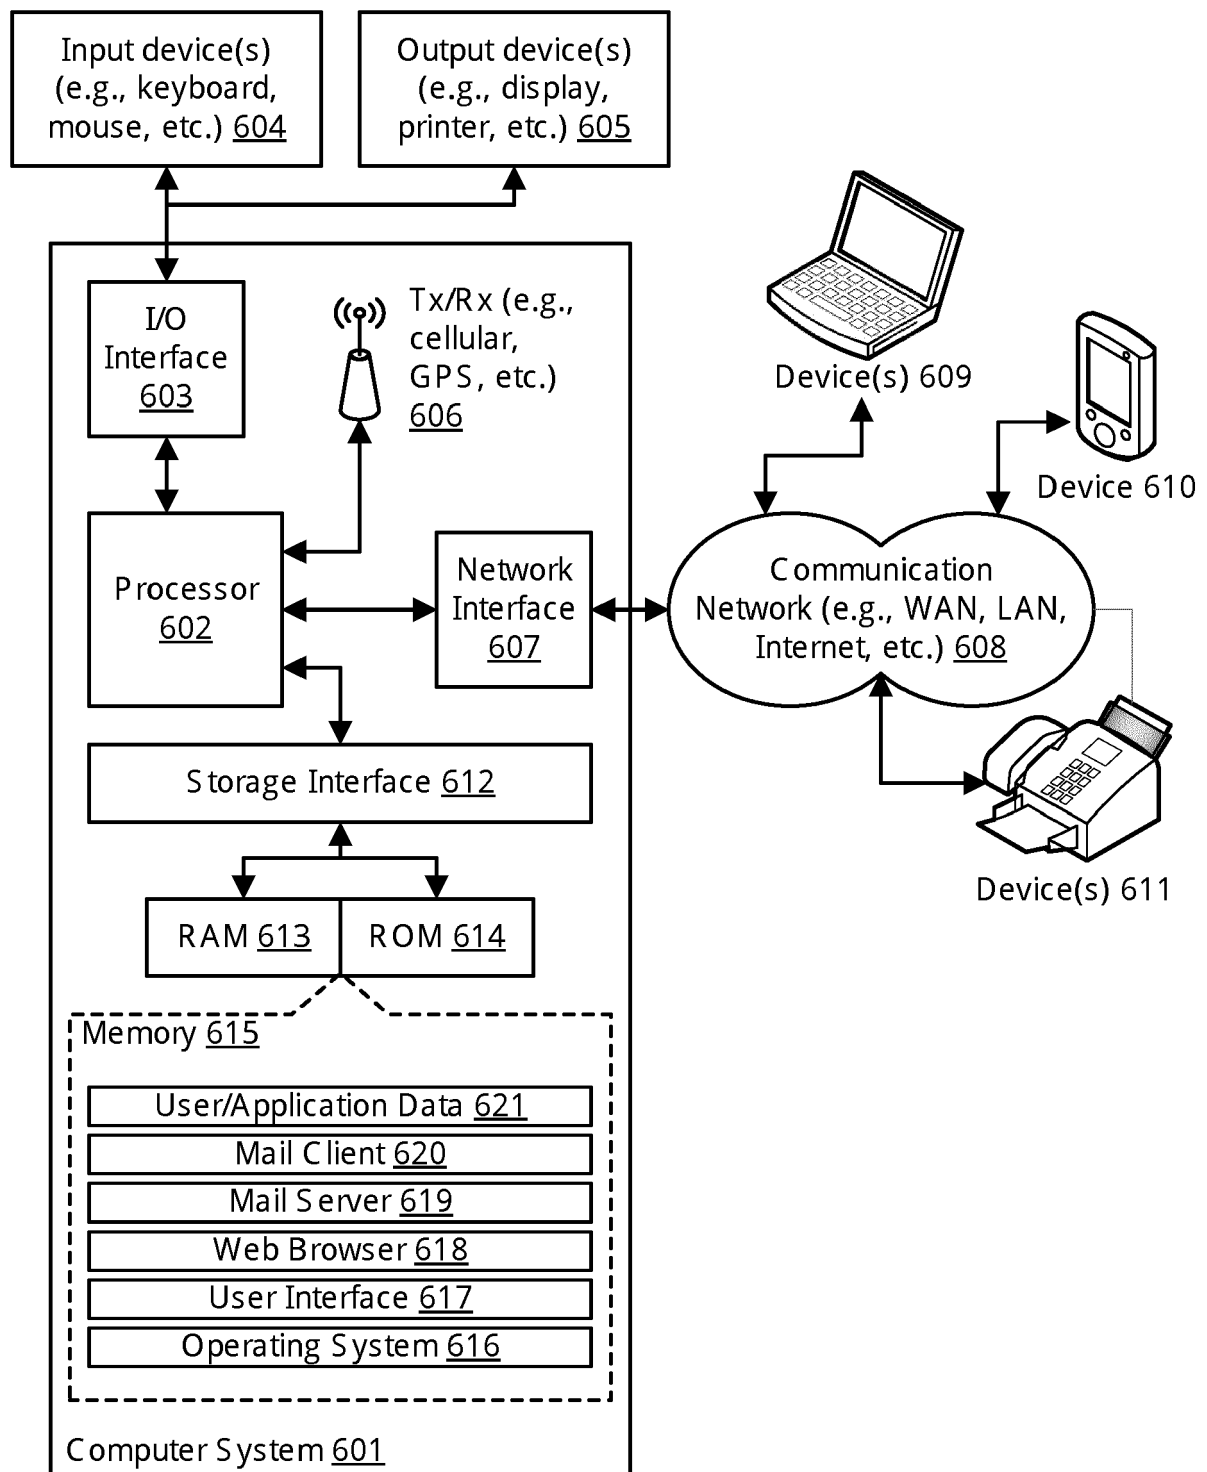 Input device(s)
(e.g., keyboard,
mouse, etc.) 604
Output device(s)
(e.g., display,
printer, etc.) 605
I/O
Interface
603
Tx/Rx (e.g.,
cellular,
GPS, etc.)
606
Device(s) 609
Device 610
Processor
602
Network
Interface
607
Communication
Network (e.g., WAN, LAN,
Internet, etc.) 608
Storage Interface 612
Device(s) 611
RAM 613
ROM 614
Memory 615
User/Application Data 621
Mail Client 620
Mail Server 619
Web Browser 618
User Interface 617
Operating System 616
Computer System 601